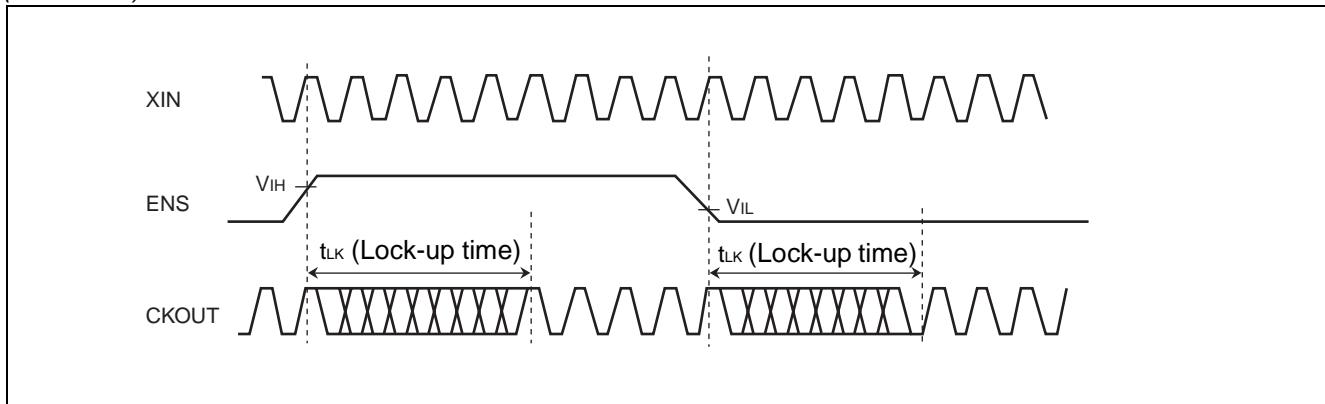 XIN
VIH
ENS
VIL
tLK (Lock-up time)
tLK (Lock-up time)
CKOUT